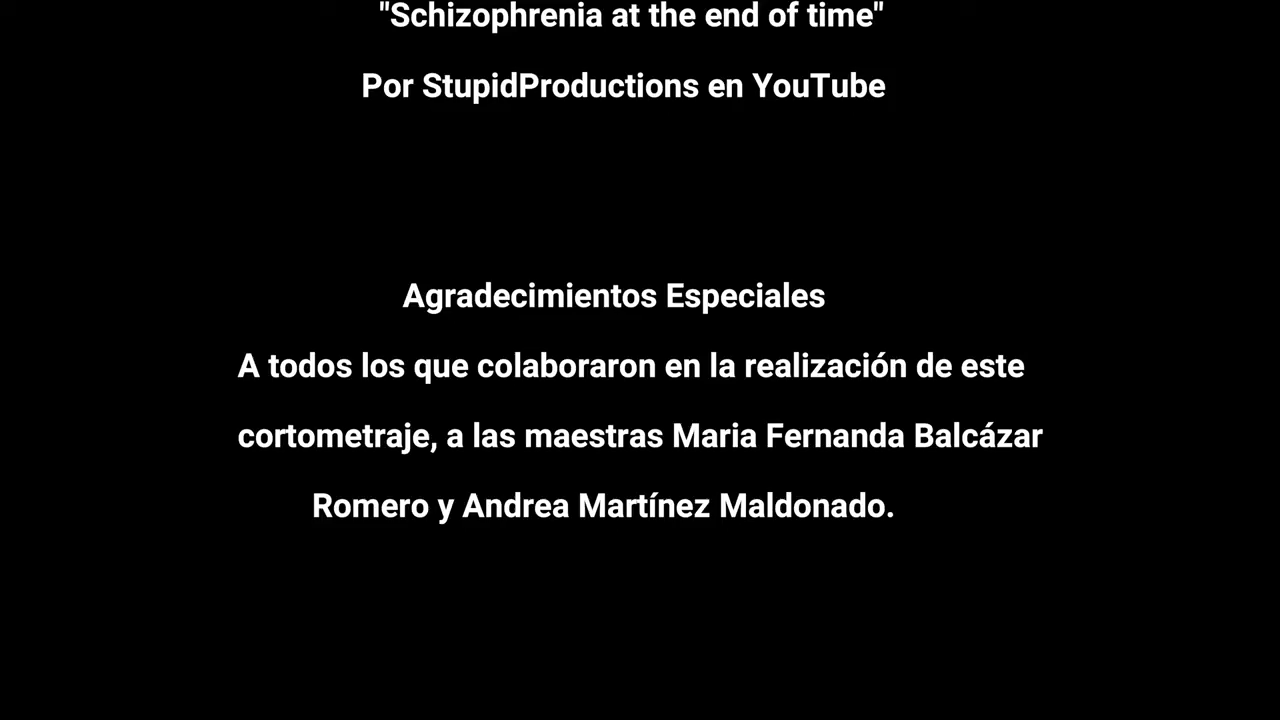 "Schizophrenia at the end of time"
Por StupidProductions en YouTube
Agradecimientos Especiales
A todos los que colaboraron en la realización de este
cortometraje, a las maestras Maria Fernanda Balcázar
Romero y Andrea Martínez Maldonado.